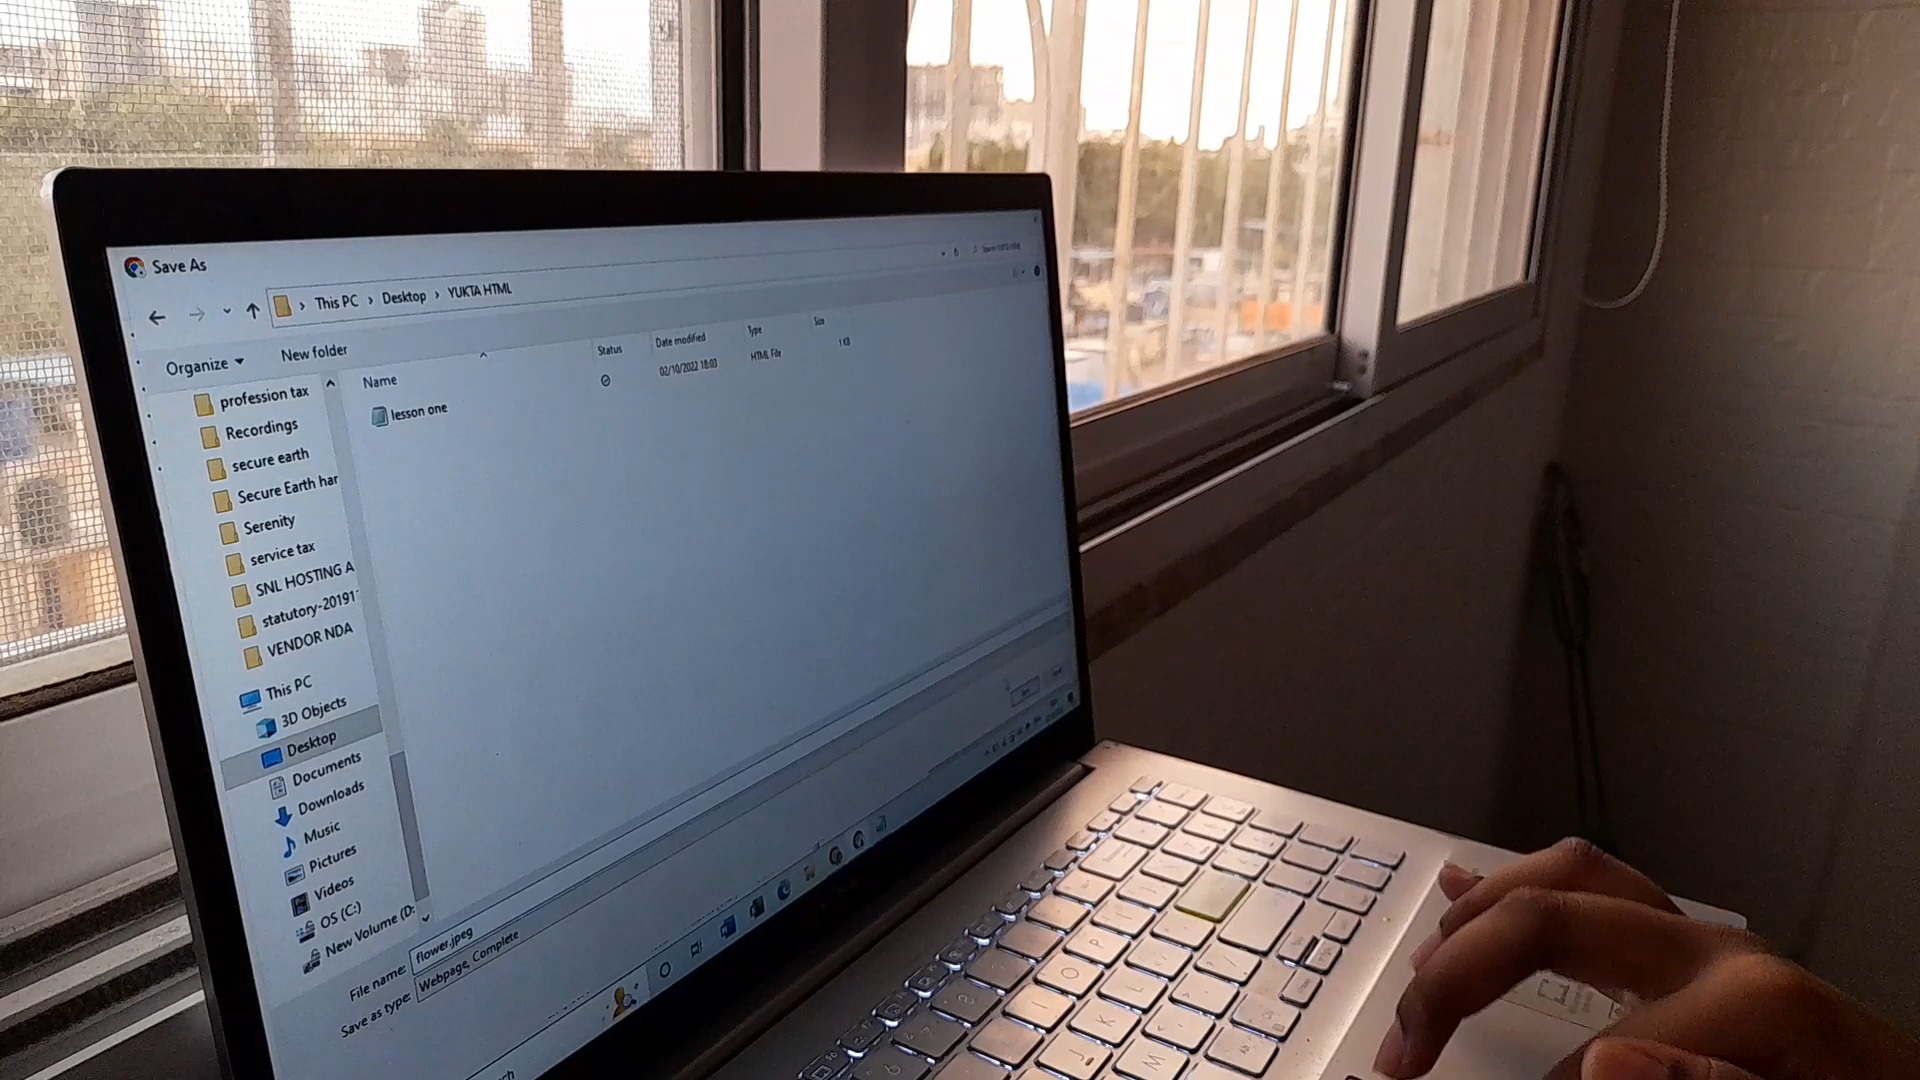 Save As
This PC > Desktop > YUKTA HTML
Organize New folder
Name Status Date modified Type Size
lesson one 02/10/2022 18:03 HTML File 1 KB
profession tax
Recordings
secure earth
Secure Earth har
Serenity
service tax
SNL HOSTING A
statutory-20191
VENDOR NDA
This PC
3D Objects
Desktop
Documents
Downloads
Music
Pictures
Videos
OS (C:)
New Volume (D:
File name: flower.jpeg
Save as type: Webpage, Complete